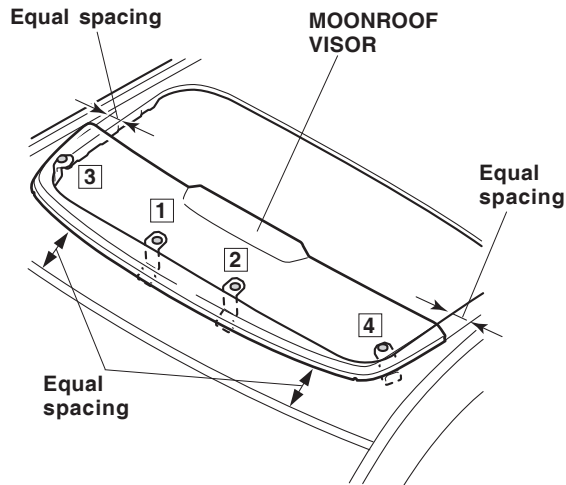 Equal spacing
MOONROOF
VISOR
3
1
2
4
Equal
spacing
Equal
spacing